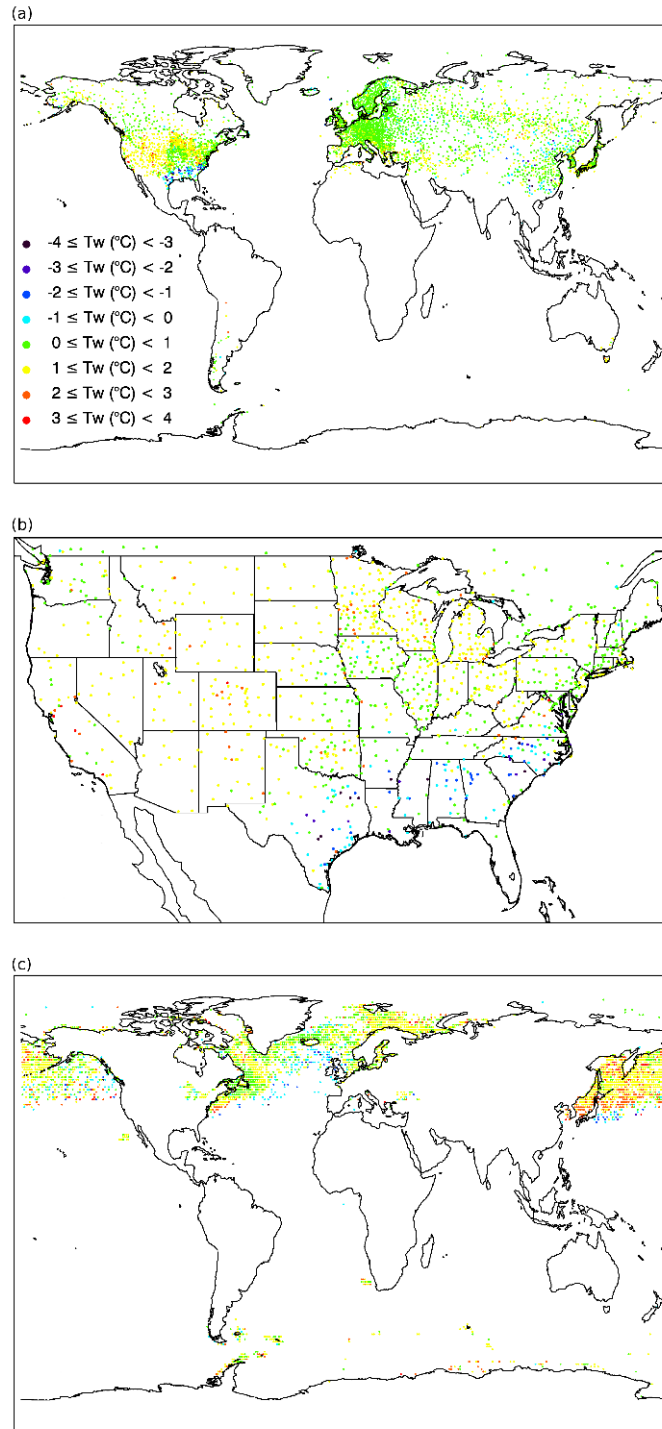 (a)
-4 ≤ Tw (°C) < -3
-3 ≤ Tw (°C) < -2
-2 ≤ Tw (°C) < -1
-1 ≤ Tw (°C) < 0
0 ≤ Tw (°C) < 1
1 ≤ Tw (°C) < 2
2 ≤ Tw (°C) < 3
3 ≤ Tw (°C) < 4
(b)
(c)